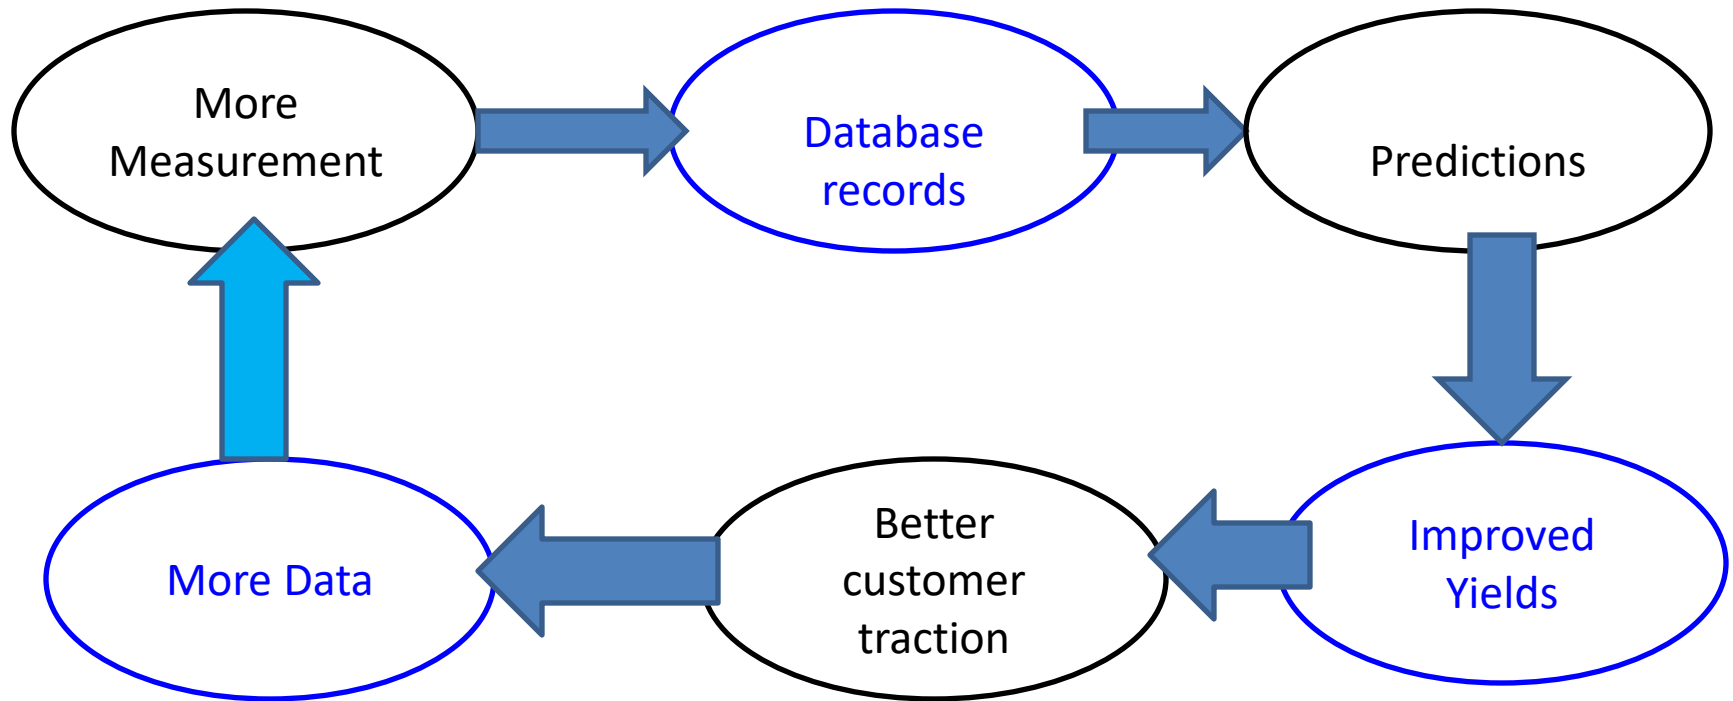 More
Measurement
Database
records
Predictions
Improved
Yields
Better
customer
traction
More Data